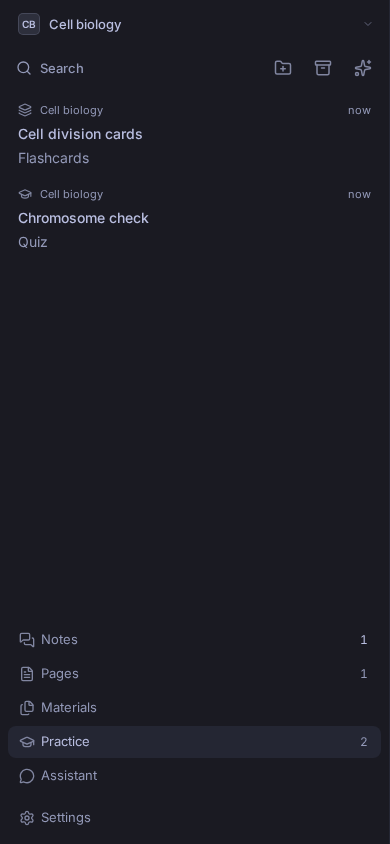 CB Cell biology
Search
Cell biology now
Cell division cards
Flashcards
Cell biology now
Chromosome check
Quiz
Notes 1
Pages 1
Materials
Practice 2
Assistant
Settings